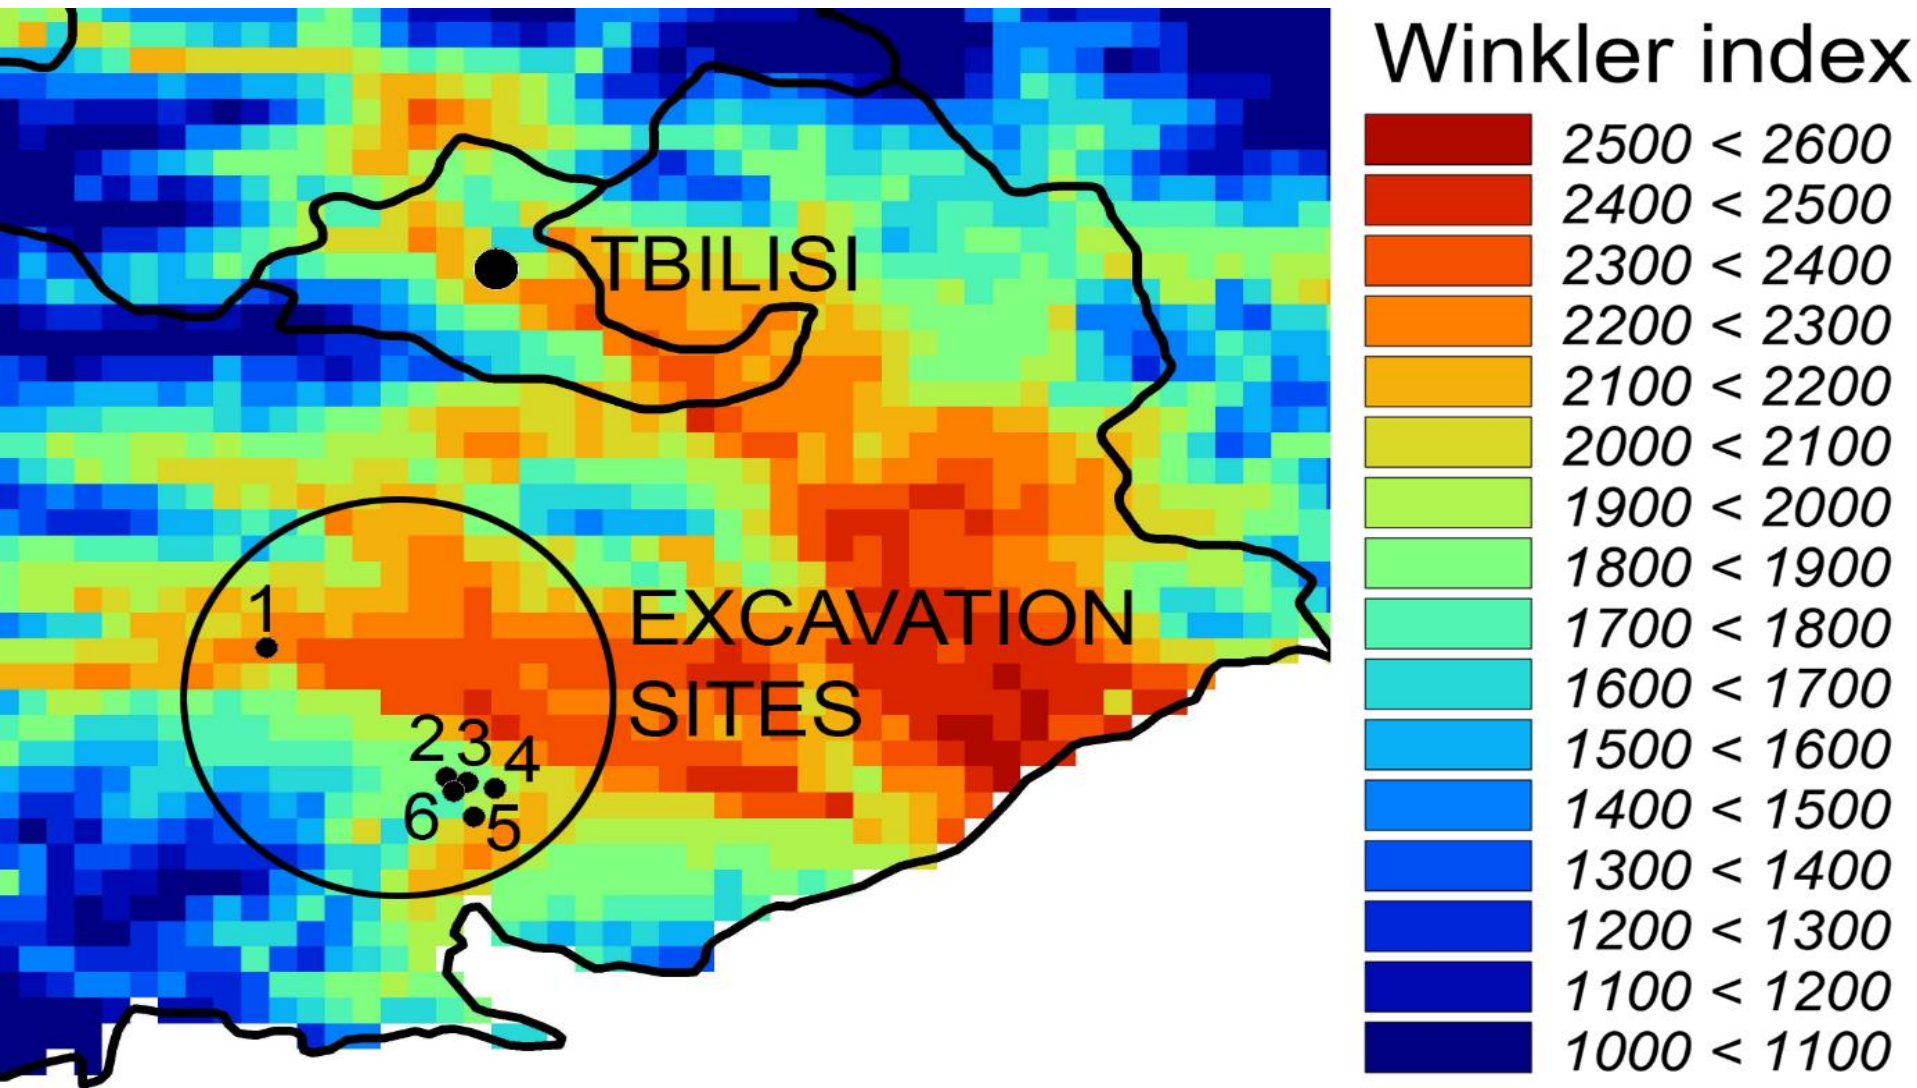 TBILISI
1
EXCAVATION
SITES
2 3 4
6 5
Winkler index
2500 < 2600
2400 < 2500
2300 < 2400
2200 < 2300
2100 < 2200
2000 < 2100
1900 < 2000
1800 < 1900
1700 < 1800
1600 < 1700
1500 < 1600
1400 < 1500
1300 < 1400
1200 < 1300
1100 < 1200
1000 < 1100